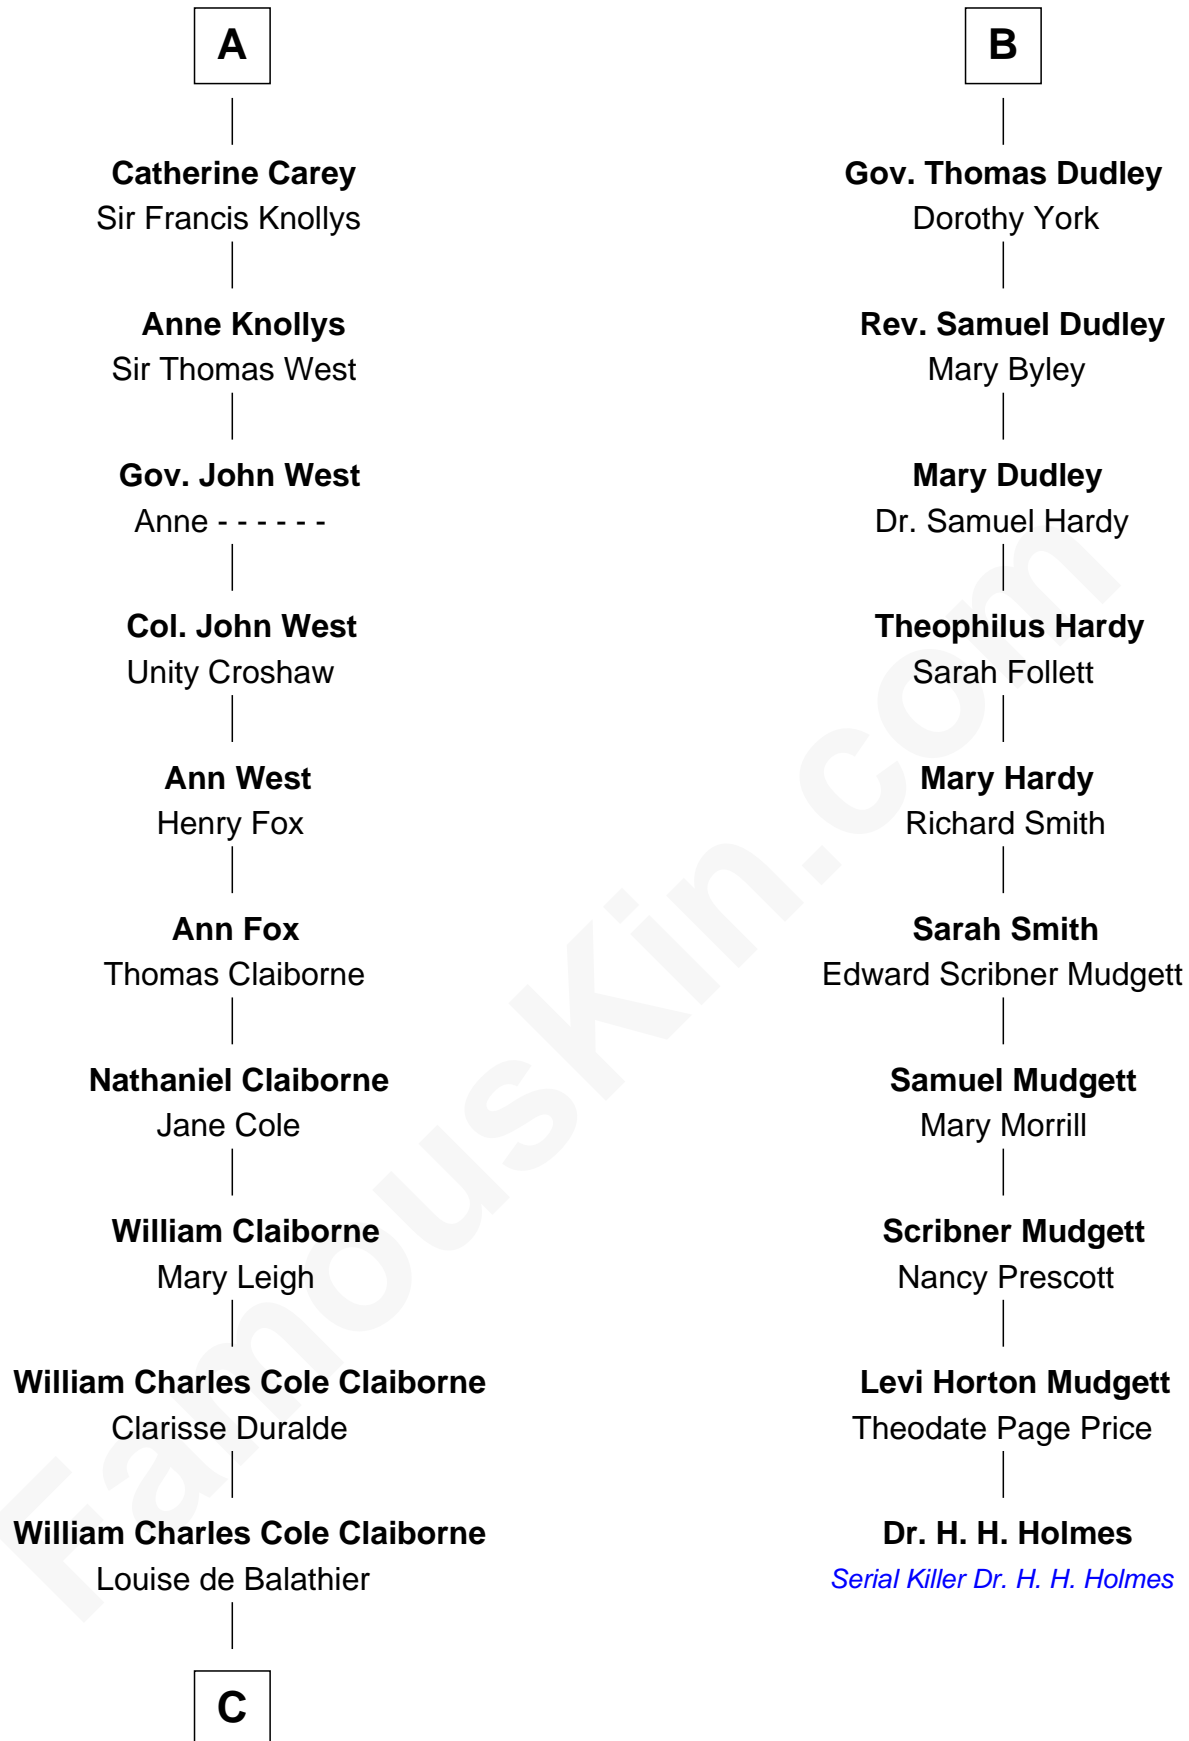 A
Catherine Carey
Sir Francis Knollys
Anne Knollys
Sir Thomas West
Gov. John West
Anne - - - - - -
Col. John West
Unity Croshaw
Ann West
Henry Fox
Ann Fox
Thomas Claiborne
Nathaniel Claiborne
Jane Cole
William Claiborne
Mary Leigh
William Charles Cole Claiborne
Clarisse Duralde
William Charles Cole Claiborne
Louise de Balathier
C
B
Gov. Thomas Dudley
Dorothy York
Rev. Samuel Dudley
Mary Byley
Mary Dudley
Dr. Samuel Hardy
Theophilus Hardy
Sarah Follett
Mary Hardy
Richard Smith
Sarah Smith
Edward Scribner Mudgett
Samuel Mudgett
Mary Morrill
Scribner Mudgett
Nancy Prescott
Levi Horton Mudgett
Theodate Page Price
Dr. H. H. Holmes
Serial Killer Dr. H. H. Holmes
FamousKin.com